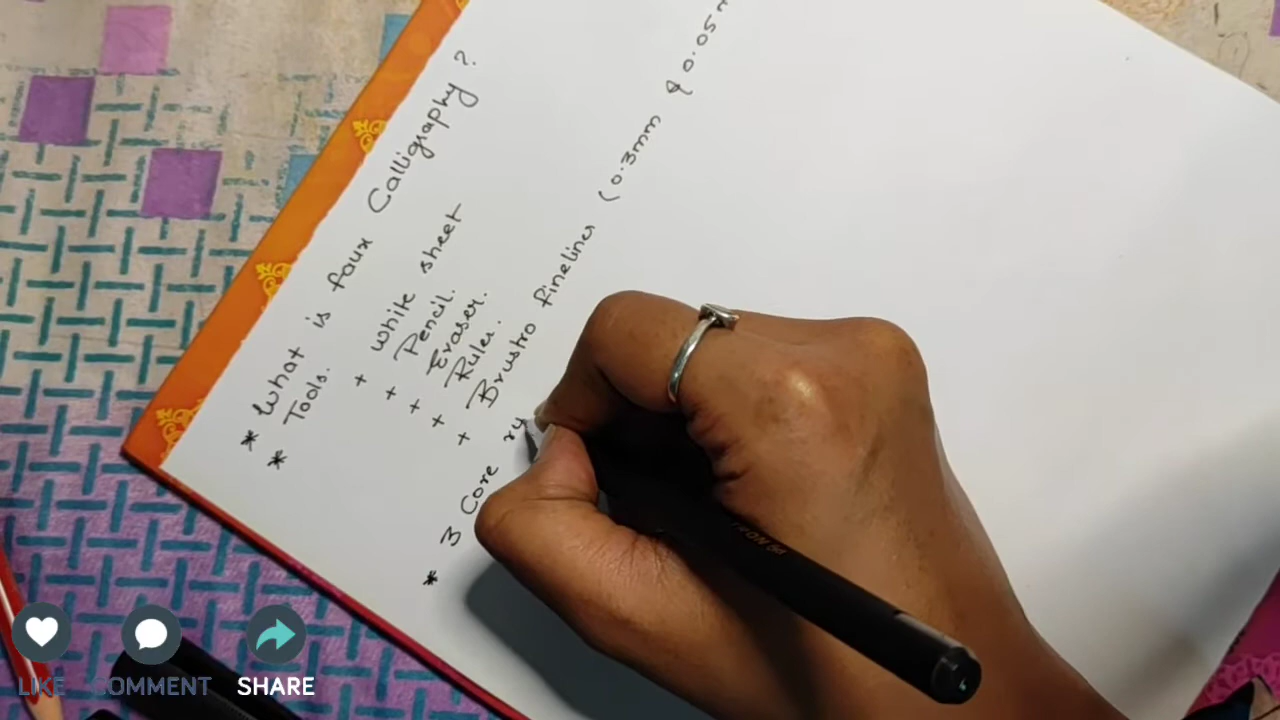 * What is faux Calligraphy?
* Tools.
+ White sheet
+ Pencil.
+ Eraser.
+ Ruler.
+ Brustro fineliner (0.3mm & 0.05
* 3 Core
LIKE
COMMENT
SHARE